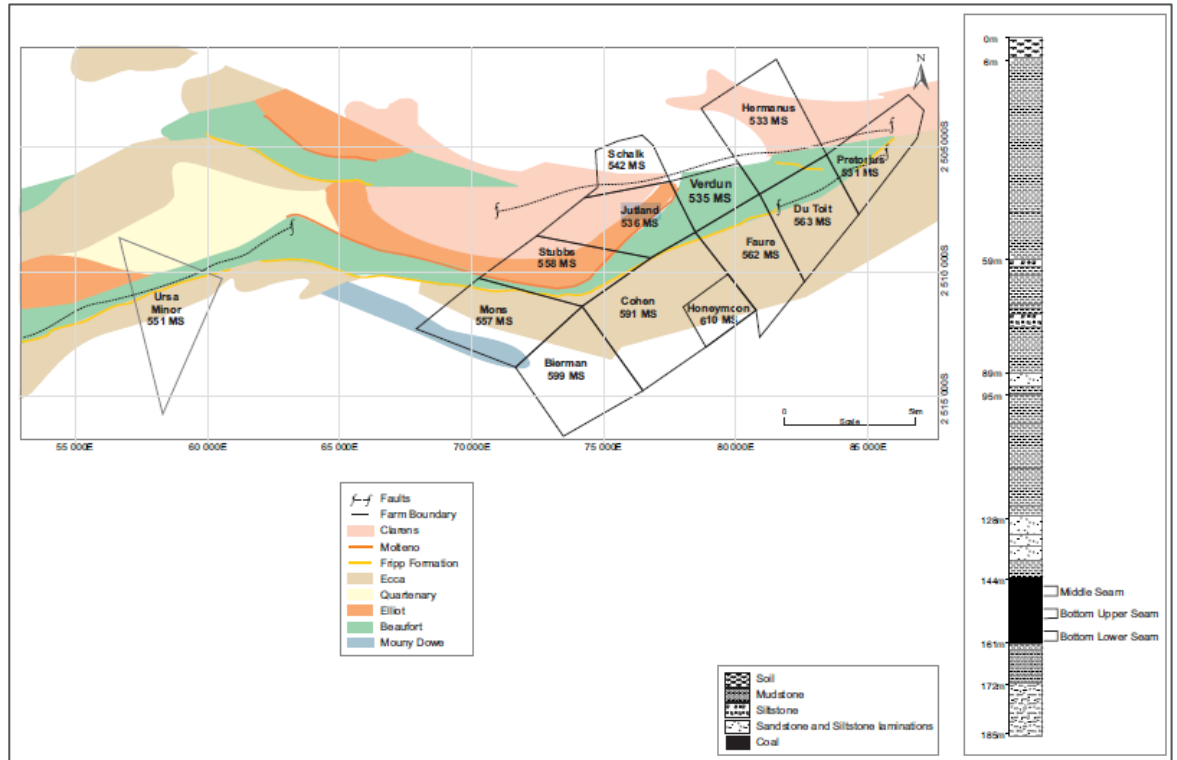 N
Hermanus
533 MS
Schalk
542 MS
Pretorius
531 MS
Verdun
535 MS
Jutland
536 MS
Du Toit
563 MS
Stubbs
558 MS
Faure
562 MS
Ursa
Minor
551 MS
Mons
557 MS
Cohen
591 MS
Honeymoon
610 MS
Bierman
599 MS
0
5km
Scale
2 505 000S
2 510 000S
2 515 000S
55 000E
60 000E
70 000E
75 000E
80 000E
85 000E
Faults
Farm Boundary
Clarens
Molteno
Fripp Formation
Ecca
Quartenary
Elliot
Beaufort
Mouny Dowe
0m
6m
59m
89m
95m
128m
144m
161m
172m
185m
Middle Seam
Bottom Upper Seam
Bottom Lower Seam
Soil
Mudstone
Siltstone
Sandstone and Siltstone laminations
Coal